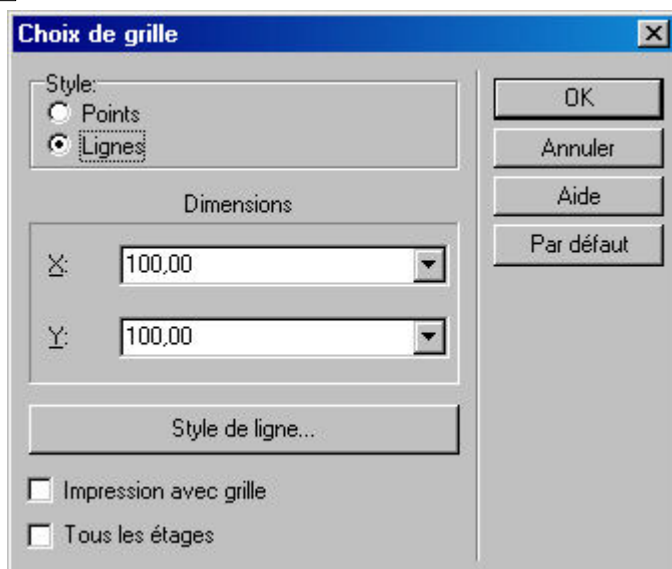 Choix de grille
Style:
Points
Lignes
Dimensions
X:
100,00
Y:
100,00
Style de ligne...
Impression avec grille
Tous les étages
OK
Annuler
Aide
Par défaut